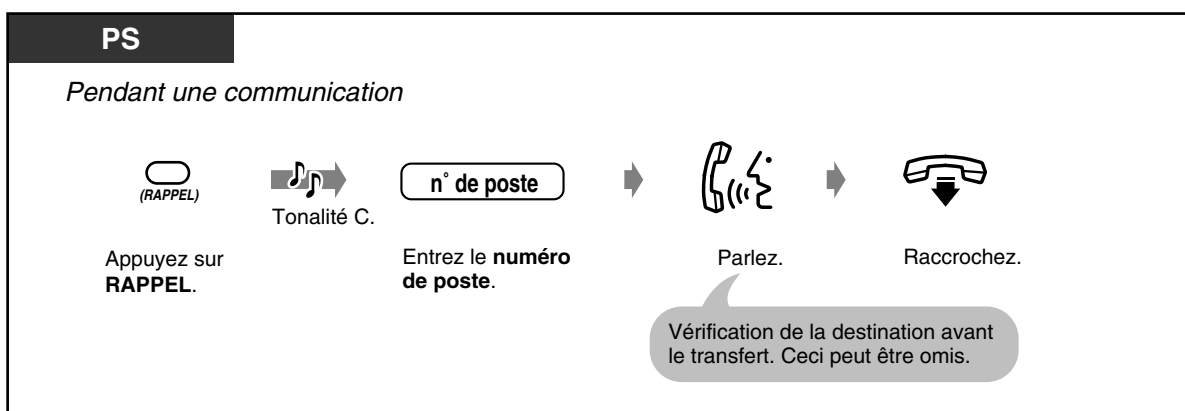 PS
Pendant une communication
(RAPPEL)
Tonalité C.
n° de poste
Appuyez sur
RAPPEL.
Entrez le numéro
de poste.
Parlez.
Raccrochez.
Vérification de la destination avant
le transfert. Ceci peut être omis.